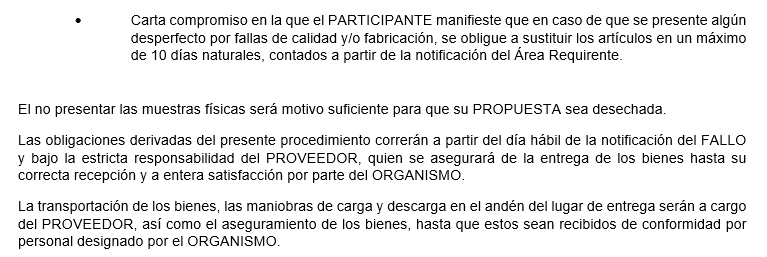 • Carta compromiso en la que el PARTICIPANTE manifieste que en caso de que se presente algún
desperfecto por fallas de calidad y/o fabricación, se obligue a sustituir los artículos en un máximo
de 10 días naturales, contados a partir de la notificación del Área Requirente.
El no presentar las muestras físicas será motivo suficiente para que su PROPUESTA sea desechada.
Las obligaciones derivadas del presente procedimiento correrán a partir del día hábil de la notificación del FALLO
y bajo la estricta responsabilidad del PROVEEDOR, quien se asegurará de la entrega de los bienes hasta su
correcta recepción y a entera satisfacción por parte del ORGANISMO.
La transportación de los bienes, las maniobras de carga y descarga en el andén del lugar de entrega serán a cargo
del PROVEEDOR, así como el aseguramiento de los bienes, hasta que estos sean recibidos de conformidad por
personal designado por el ORGANISMO.